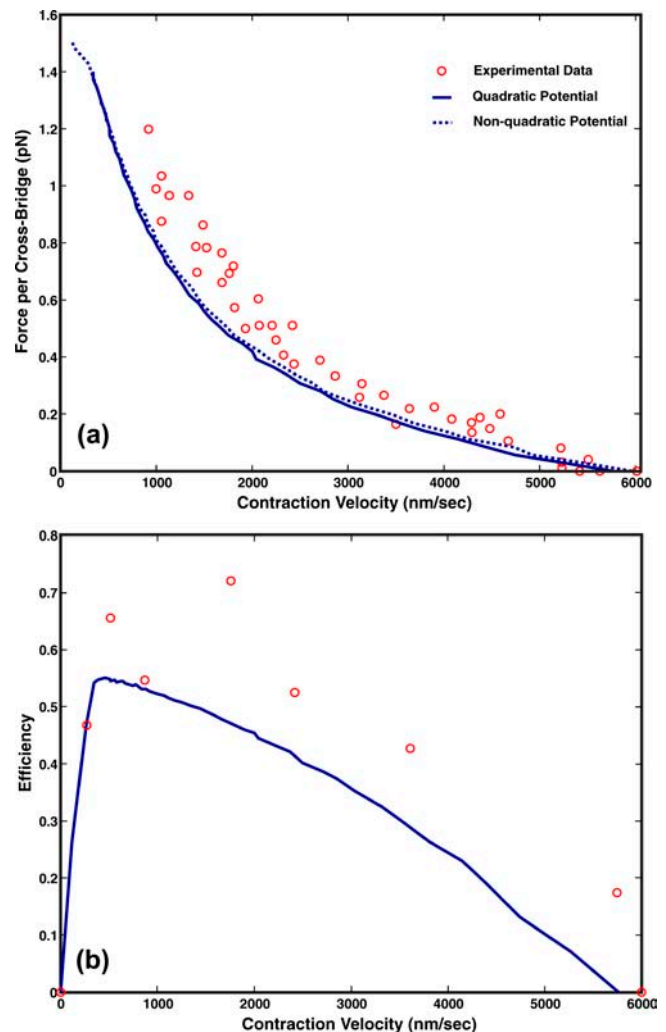 1.6
1.4
1.2
1
0.8
0.6
0.4
0.2
0
Force per Cross-Bridge (pN)
Experimental Data
Quadratic Potential
Non-quadratic Potential
(a)
0 1000 2000 3000 4000 5000 6000
Contraction Velocity (nm/sec)
0.8
0.7
0.6
0.5
0.4
0.3
0.2
0.1
0
Efficiency
(b)
0 1000 2000 3000 4000 5000 6000
Contraction Velocity (nm/sec)